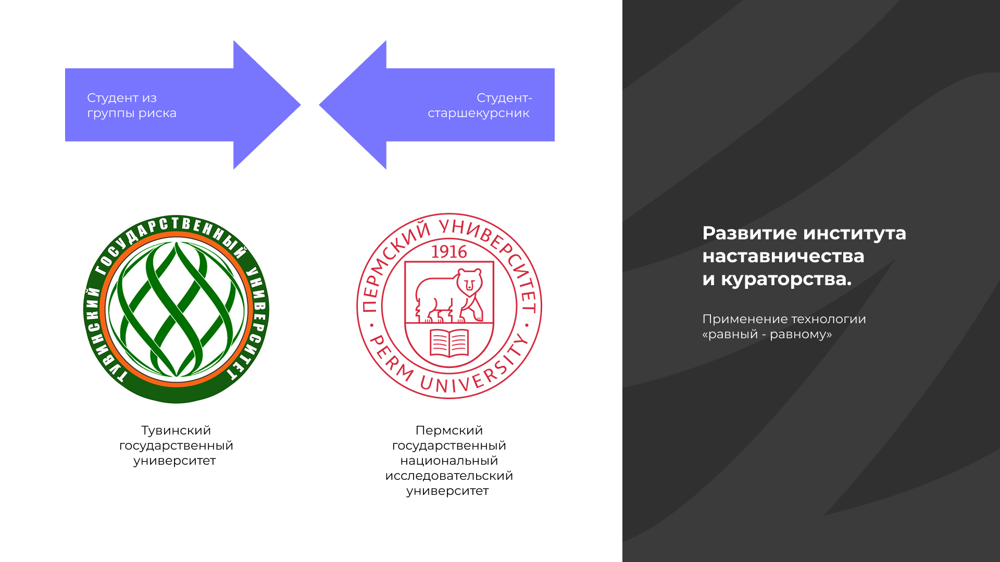 Студент из
группы риска
Студент-
старшекурсник
ТУВИНСКИЙ ГОСУДАРСТВЕННЫЙ УНИВЕРСИТЕТ
ПЕРМСКИЙ УНИВЕРСИТЕТ
1916
PERM UNIVERSITY
Тувинский
государственный
университет
Пермский
государственный
национальный
исследовательский
университет
Развитие института
наставничества
и кураторства.
Применение технологии
«равный - равному»